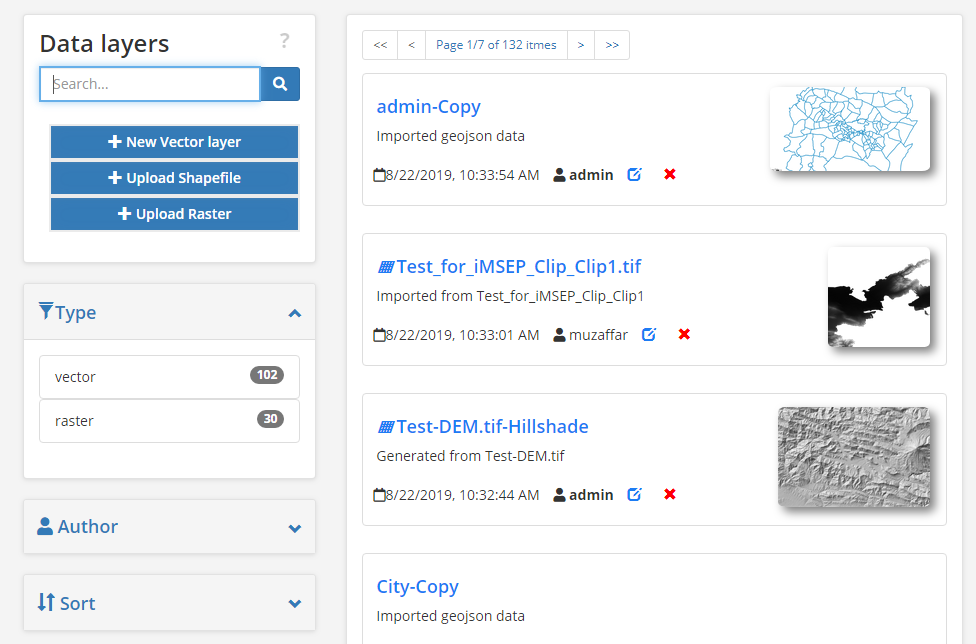 Data layers ?
Search...
New Vector layer
Upload Shapefile
Upload Raster
Type
vector 102
raster 30
Author
Sort
<< < Page 1/7 of 132 itmes > >>
admin-Copy
Imported geojson data
8/22/2019, 10:33:54 AM admin
Test_for_iMSEP_Clip_Clip1.tif
Imported from Test_for_iMSEP_Clip_Clip1
8/22/2019, 10:33:01 AM muzaffar
Test-DEM.tif-Hillshade
Generated from Test-DEM.tif
8/22/2019, 10:32:44 AM admin
City-Copy
Imported geojson data